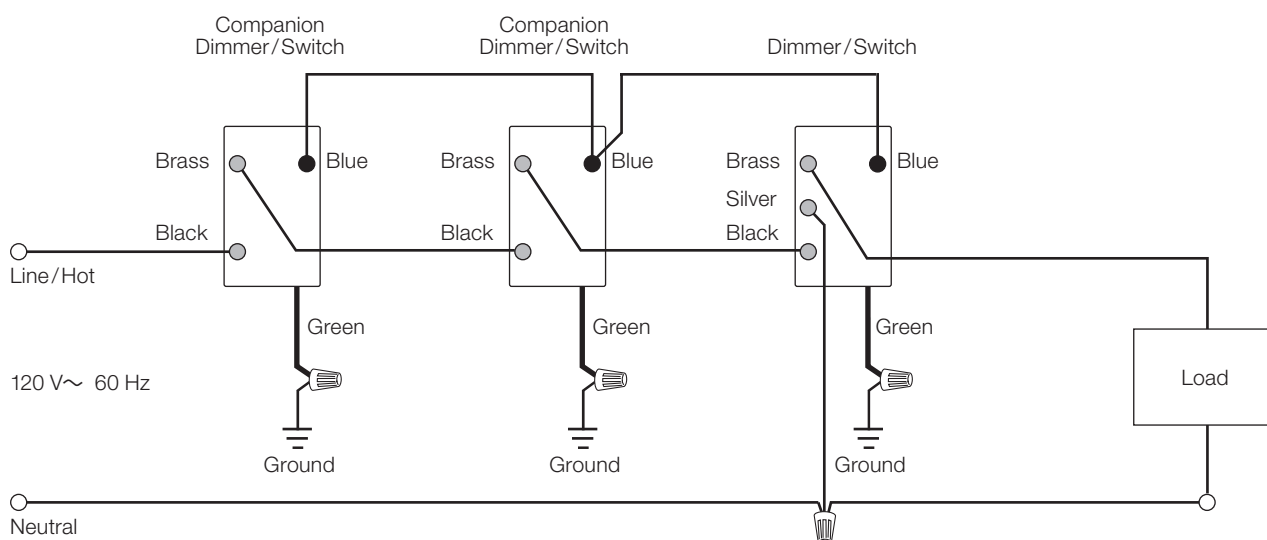 Companion
Dimmer/Switch
Companion
Dimmer/Switch
Dimmer/Switch
Brass
Blue
Brass
Blue
Brass
Blue
Silver
Black
Black
Black
Line/Hot
Green
Green
Green
120 V~ 60 Hz
Load
Ground
Ground
Ground
Neutral